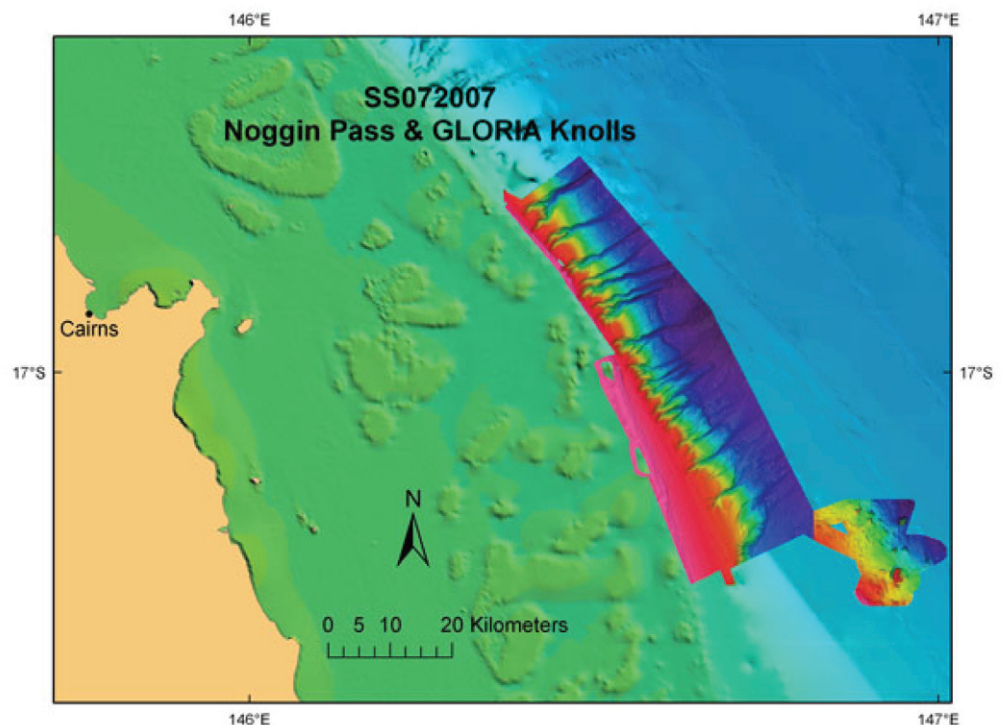 146°E
147°E
SS072007
Noggin Pass & GLORIA Knolls
Cairns
17°S
17°S
N
0 5 10 20 Kilometers
146°E
147°E